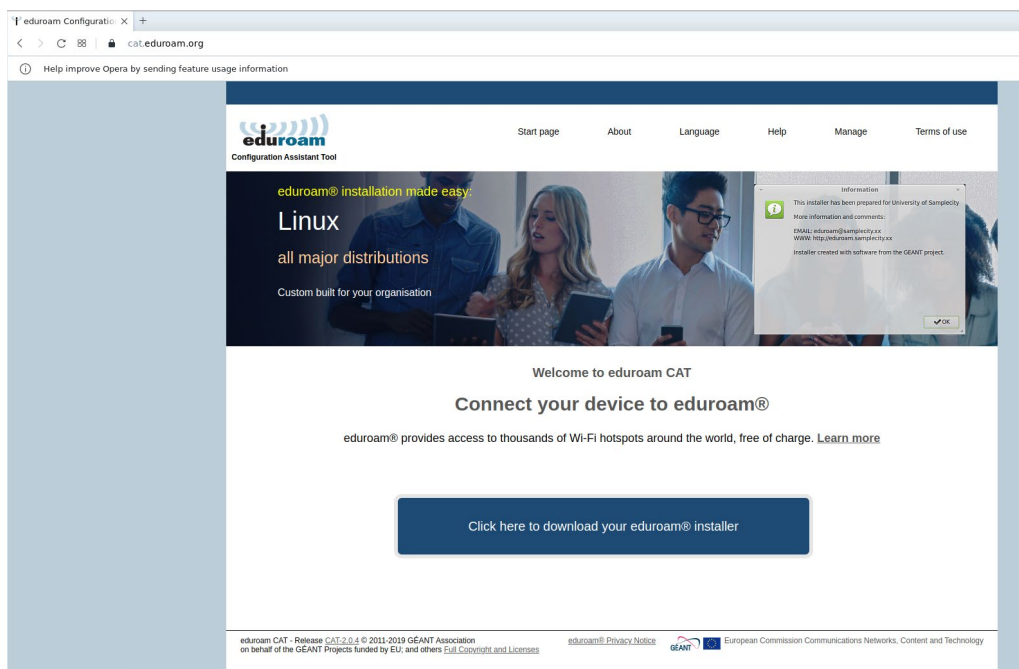 eduroam Configuratio
cat.eduroam.org
Help improve Opera by sending feature usage information
eduroam
Configuration Assistant Tool
Start page About Language Help Manage Terms of use
eduroam® installation made easy:
Linux
all major distributions
Custom built for your organisation
Information
This installer has been prepared for University of Samplecity
More information and comments:
EMAIL: eduroam@samplecity.xx
WWW: http://eduroam.samplecity.xx
Installer created with software from the GEANT project.
OK
Welcome to eduroam CAT
Connect your device to eduroam®
eduroam® provides access to thousands of Wi-Fi hotspots around the world, free of charge. Learn more
Click here to download your eduroam® installer
eduroam CAT - Release CAT-2.0.4 © 2011-2019 GÉANT Association
on behalf of the GÉANT Projects funded by EU; and others Full Copyright and Licenses
eduroam® Privacy Notice
GÉANT
European Commission Communications Networks, Content and Technology